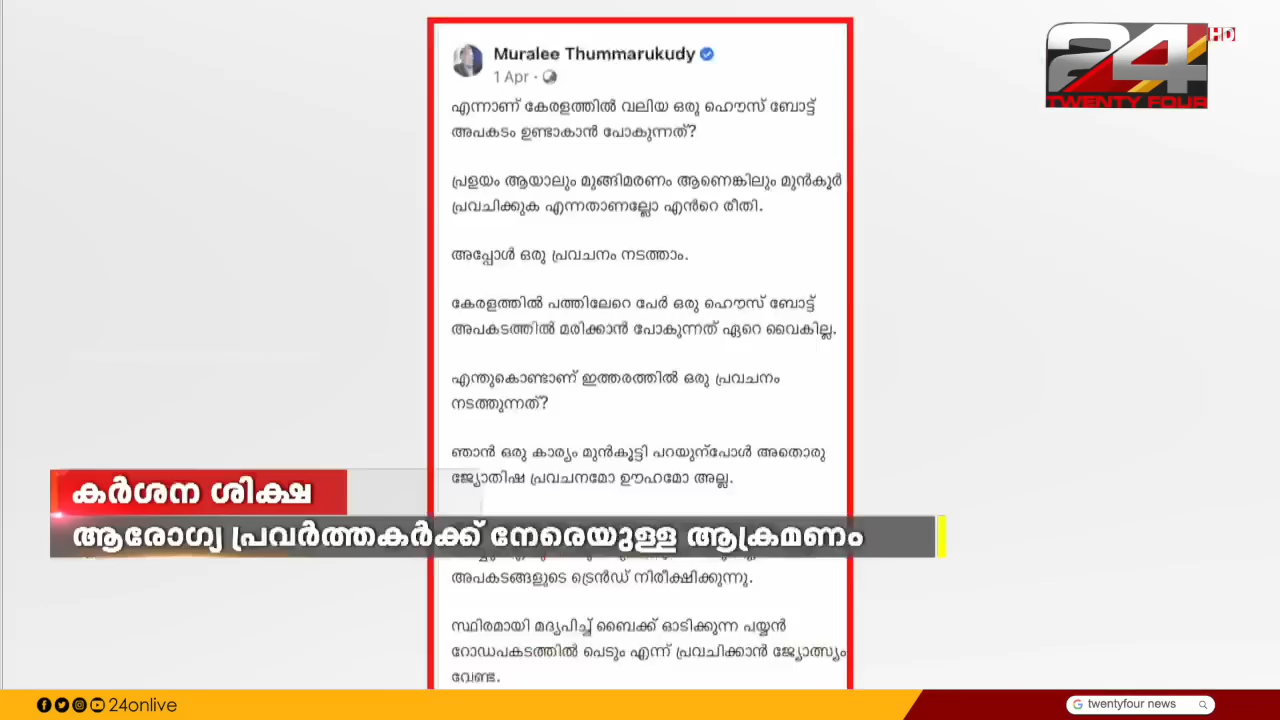 Muralee Thummarukudy
1 Apr ·
എന്നാണ് കേരളത്തിൽ വലിയ ഒരു ഹൌസ് ബോട്ട്
അപകടം ഉണ്ടാകാൻ പോകുന്നത്?
പ്രളയം ആയാലും മുങ്ങിമരണം ആണെങ്കിലും മുൻകൂർ
പ്രവചിക്കുക എന്നതാണല്ലോ എൻറെ രീതി.
അപ്പോൾ ഒരു പ്രവചനം നടത്താം.
കേരളത്തിൽ പത്തിലേറെ പേർ ഒരു ഹൌസ് ബോട്ട്
അപകടത്തിൽ മരിക്കാൻ പോകുന്നത് ഏറെ വൈകില്ല.
എന്തുകൊണ്ടാണ് ഇത്തരത്തിൽ ഒരു പ്രവചനം
നടത്തുന്നത്?
ഞാൻ ഒരു കാര്യം മുൻകൂട്ടി പറയുന്പോൾ അതൊരു
ജ്യോതിഷ പ്രവചനമോ ഊഹമോ അല്ല.
അപകടങ്ങളുടെ ട്രെൻഡ് നിരീക്ഷിക്കുന്നു.
സ്ഥിരമായി മദ്യപിച്ച് ബൈക്ക് ഓടിക്കുന്ന പയ്യൻ
റോഡപകടത്തിൽ പെടും എന്ന് പ്രവചിക്കാൻ ജ്യോത്സ്യം
വേണ്ട.
24 HD
TWENTY FOUR
കർശന ശിക്ഷ
ആരോഗ്യ പ്രവർത്തകർക്ക് നേരെയുള്ള ആക്രമണം
24onlive
twentyfour news